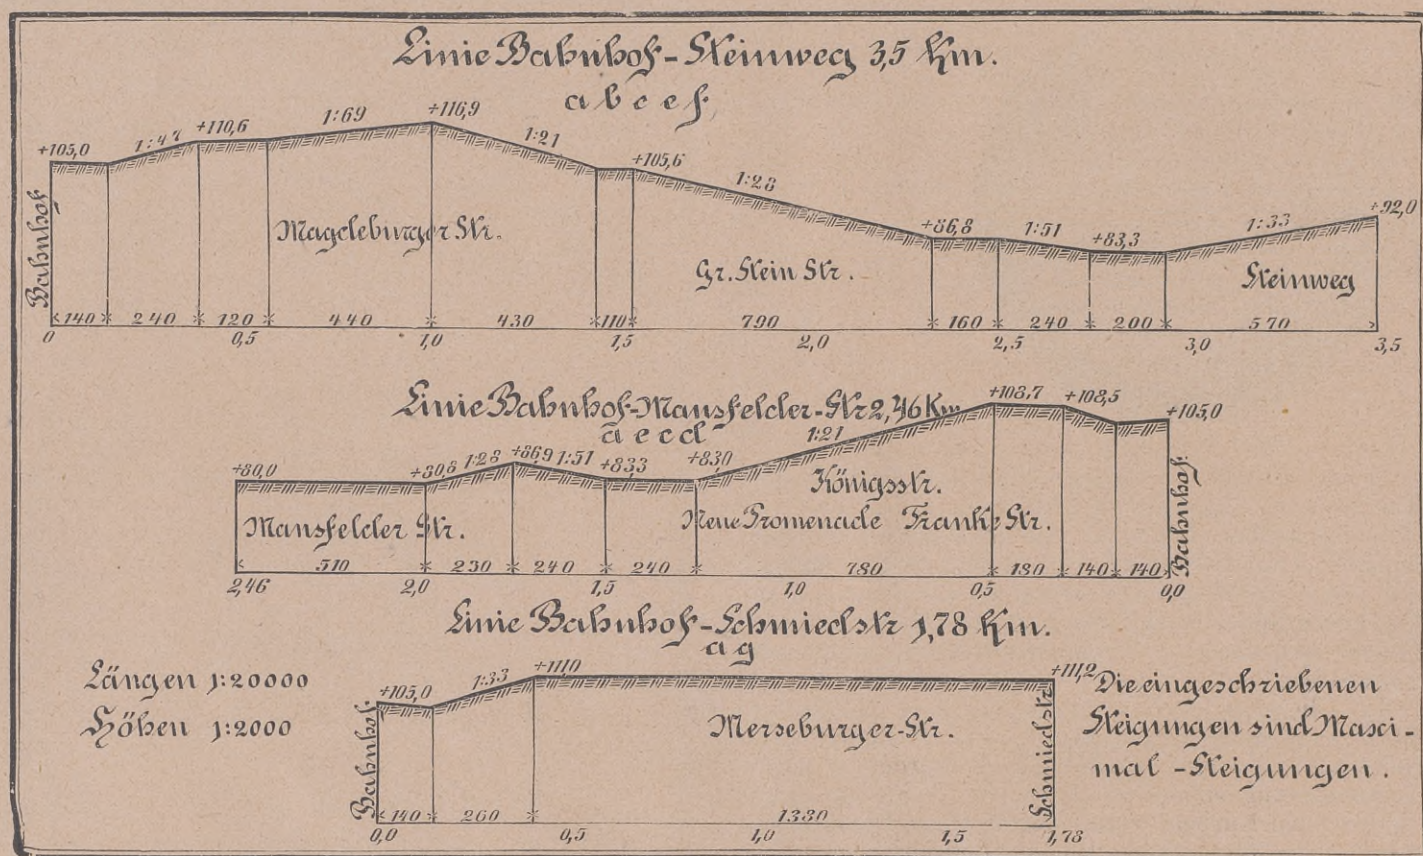 Linie Bahnhof-Steinweg 3,5 Km.
a b c e f
+105,0 1:47 +110,6 1:69 +116,9 1:21 +105,6 1:28 +86,8 1:51 +83,3 1:33 +92,0
Bahnhof Magdeburger Str. Gr. Stein Str. Steinweg
140 240 120 440 430 110 790 160 240 200 570
0 0,5 1,0 1,5 2,0 2,5 3,0 3,5
Linie Bahnhof-Mansfelder-Str 2,46 Km.
a e c d
+80,0 +80,8 1:28 +86,9 1:51 +83,3 +83,0 1:21 +108,7 +108,5 +105,0
Königsstr.
Mansfelder Str. Neue Promenade Franke Str. Bahnhof
510 230 240 240 780 180 140 140
2,46 2,0 1,5 1,0 0,5 0,0
Linie Bahnhof-Schmiedstr 1,78 Km.
a g
Längen 1:20000
Höhen 1:2000
+105,0 1:33 +111,0 +111,2
Bahnhof Merseburger-Str. Schmiedstr
140 260 1380
0,0 0,5 1,0 1,5 1,78
Die eingeschriebenen
Steigungen sind Maxi-
mal-Steigungen.